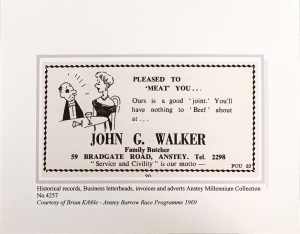 PLEASED TO
'MEAT' YOU...
Ours is a good 'joint.' You'll
have nothing to 'Beef' about
at...
JOHN G. WALKER
Family Butcher
59 BRADGATE ROAD, ANSTEY. Tel. 2298
"Service and Civility" is our motto —
FCU 22
Historical records, Business letterheads, invoices and adverts Anstey Millennium Collection
No.4257
Courtesy of Brian Kibble - Anstey Barrow Race Programme 1969